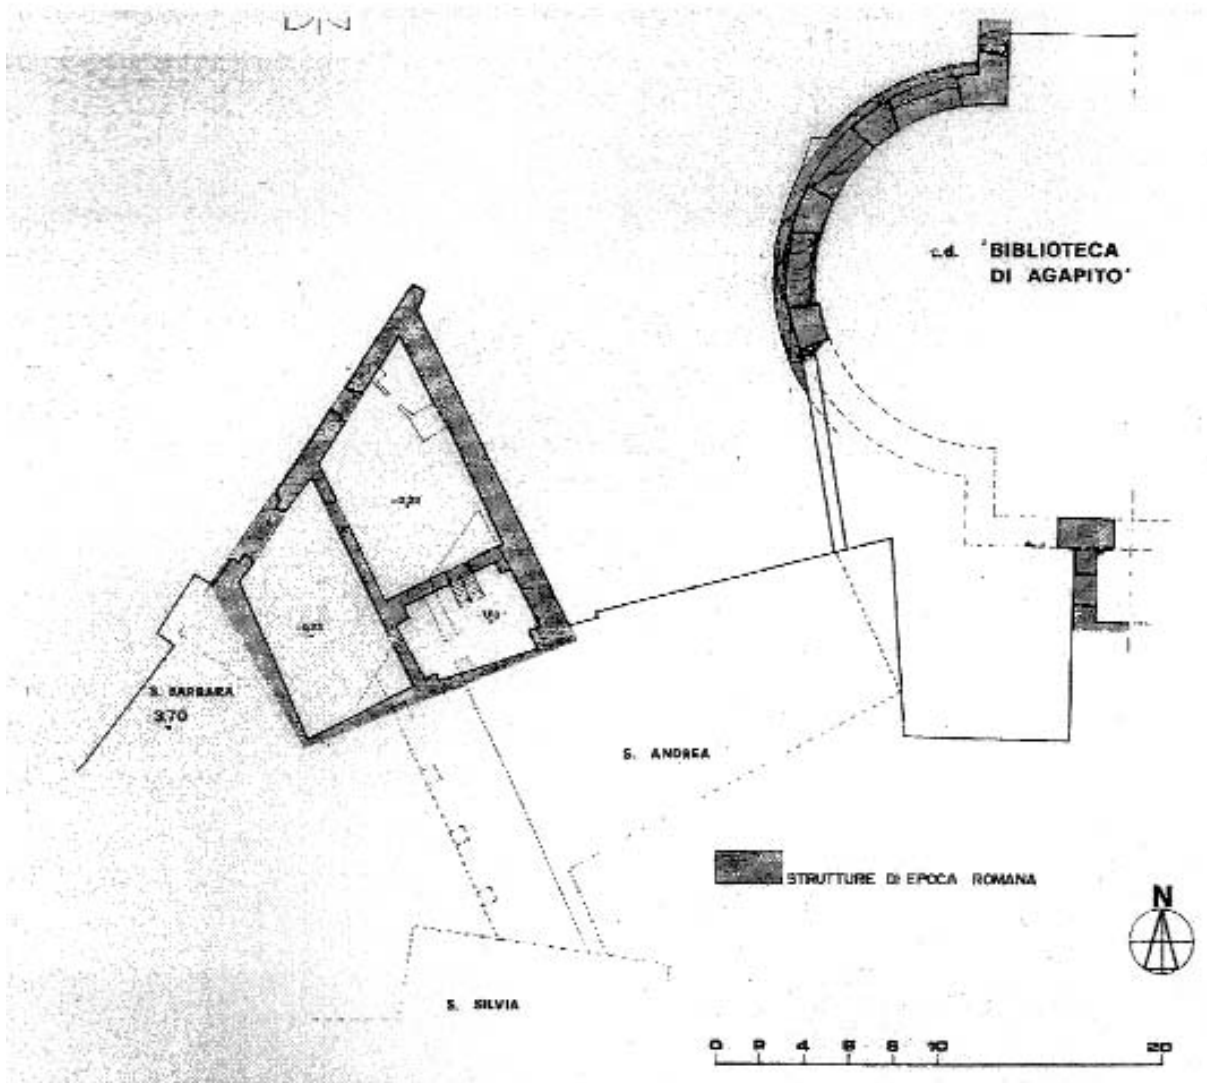 c.d. "BIBLIOTECA
DI AGAPITO"
S. BARBARA
3.70
S. ANDREA
STRUTTURE DI EPOCA ROMANA
N
S. SILVIA
0 2 4 6 8 10 20